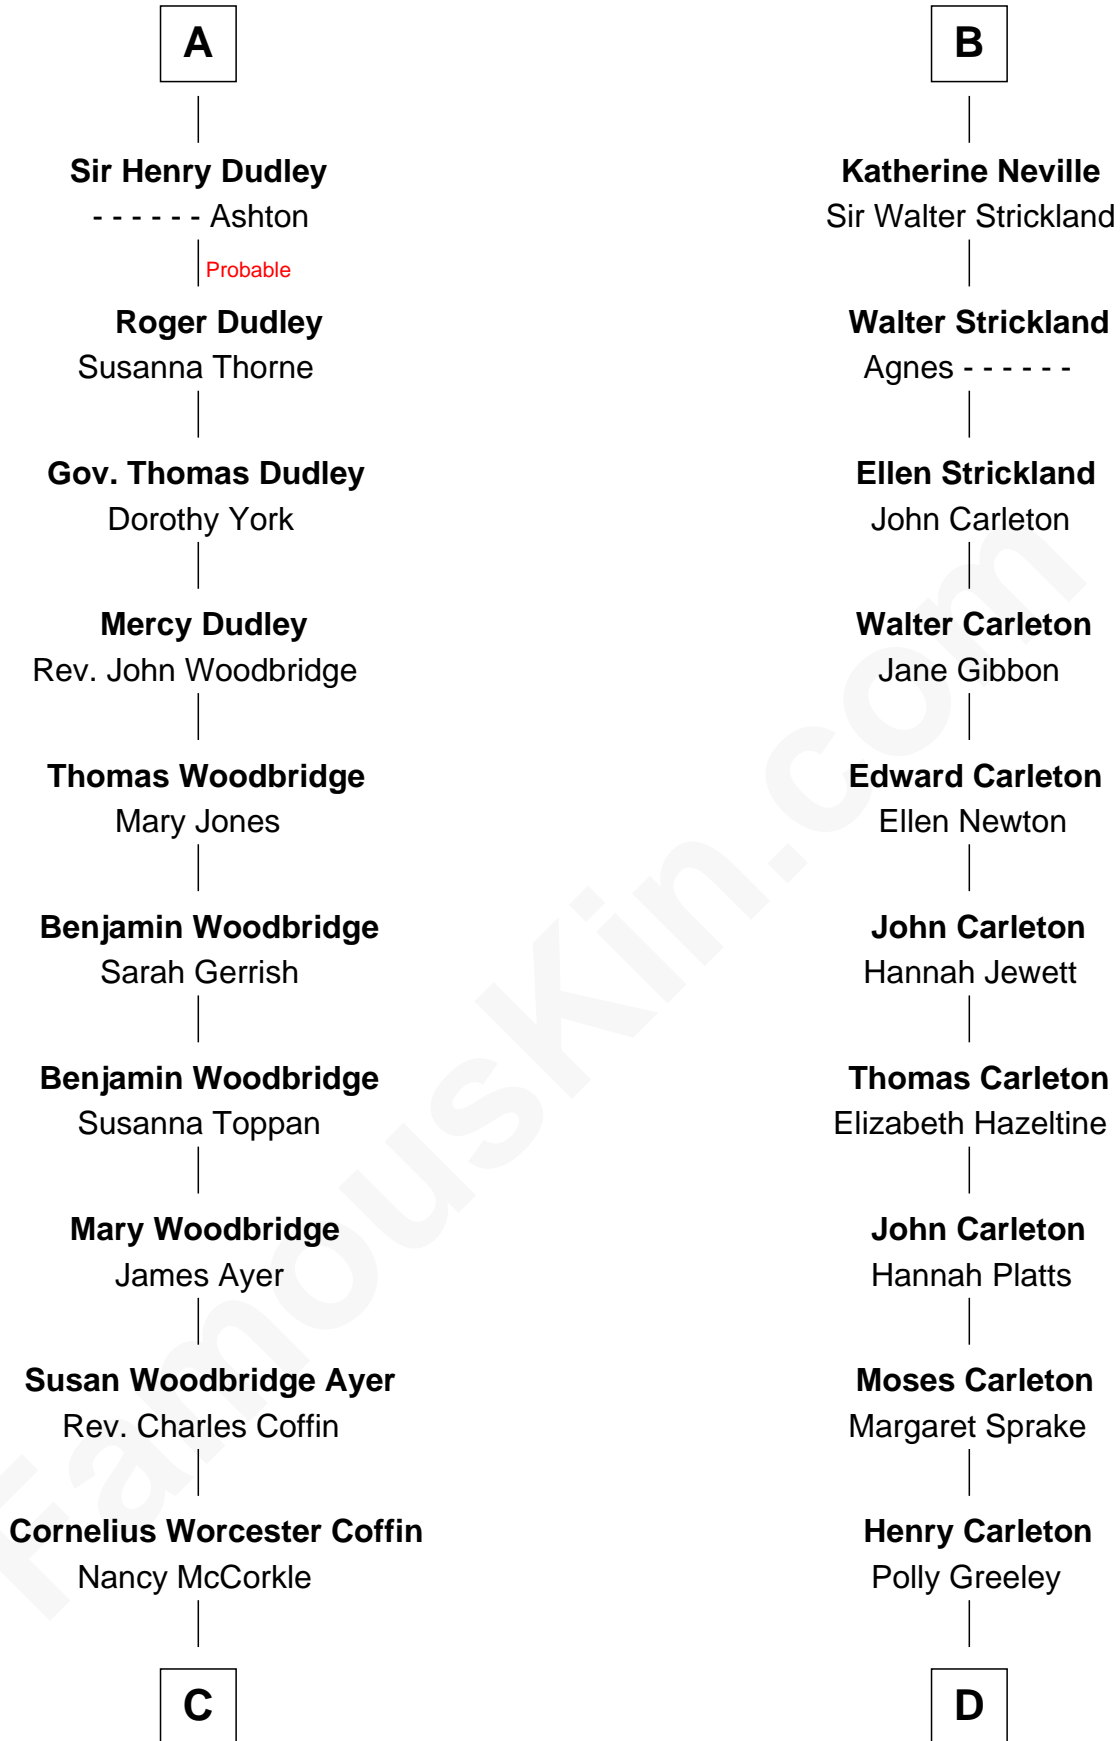 A
Sir Henry Dudley
- - - - - - Ashton
Probable
Roger Dudley
Susanna Thorne
Gov. Thomas Dudley
Dorothy York
Mercy Dudley
Rev. John Woodbridge
Thomas Woodbridge
Mary Jones
Benjamin Woodbridge
Sarah Gerrish
Benjamin Woodbridge
Susanna Toppan
Mary Woodbridge
James Ayer
Susan Woodbridge Ayer
Rev. Charles Coffin
Cornelius Worcester Coffin
Nancy McCorkle
C
B
Katherine Neville
Sir Walter Strickland
Walter Strickland
Agnes - - - - - -
Ellen Strickland
John Carleton
Walter Carleton
Jane Gibbon
Edward Carleton
Ellen Newton
John Carleton
Hannah Jewett
Thomas Carleton
Elizabeth Hazeltine
John Carleton
Hannah Platts
Moses Carleton
Margaret Sprake
Henry Carleton
Polly Greeley
D
FamousKin.com